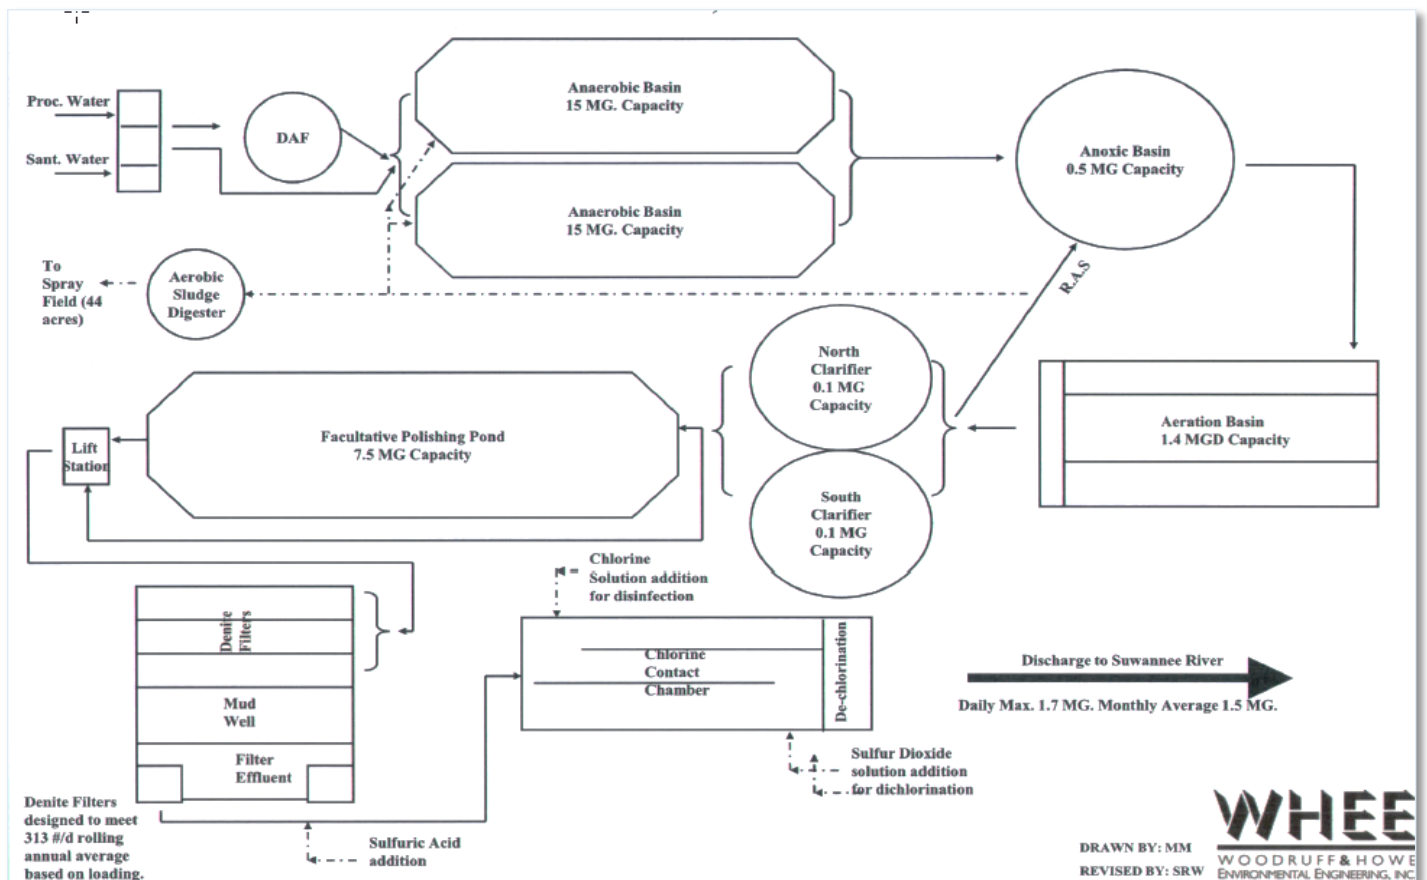 Proc. Water
Sant. Water
DAF
Anaerobic Basin
15 MG. Capacity
Anaerobic Basin
15 MG. Capacity
Anoxic Basin
0.5 MG Capacity
To
Spray
Field (44
acres)
Aerobic
Sludge
Digester
R.A.S
North
Clarifier
0.1 MG
Capacity
South
Clarifier
0.1 MG
Capacity
Aeration Basin
1.4 MGD Capacity
Facultative Polishing Pond
7.5 MG Capacity
Lift
Station
Chlorine
Solution addition
for disinfection
Denite
Filters
Mud
Well
Filter
Effluent
Chlorine
Contact
Chamber
De-chlorination
Discharge to Suwannee River
Daily Max. 1.7 MG. Monthly Average 1.5 MG.
Sulfur Dioxide
solution addition
for dichlorination
Denite Filters
designed to meet
313 #/d rolling
annual average
based on loading.
Sulfuric Acid
addition
DRAWN BY: MM
REVISED BY: SRW
WHEE
WOODRUFF & HOWE
ENVIRONMENTAL ENGINEERING, INC